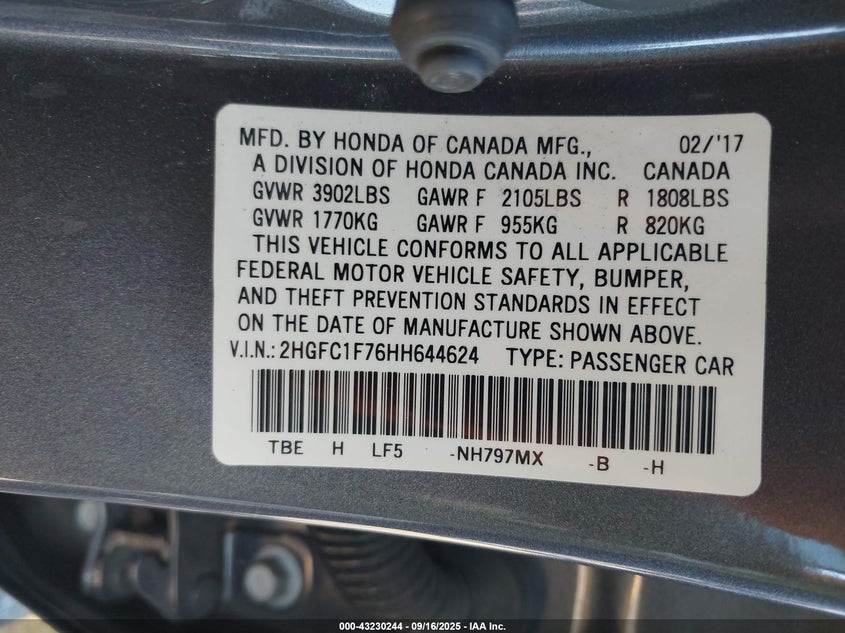 MFD. BY HONDA OF CANADA MFG., 02/'17
A DIVISION OF HONDA CANADA INC. CANADA
GVWR 3902LBS GAWR F 2105LBS R 1808LBS
GVWR 1770KG GAWR F 955KG R 820KG
THIS VEHICLE CONFORMS TO ALL APPLICABLE
FEDERAL MOTOR VEHICLE SAFETY, BUMPER,
AND THEFT PREVENTION STANDARDS IN EFFECT
ON THE DATE OF MANUFACTURE SHOWN ABOVE.
V.I.N.: 2HGFC1F76HH644624 TYPE: PASSENGER CAR
TBE H LF5 -NH797MX -B -H
000-43230244 - 09/16/2025 - IAA Inc.